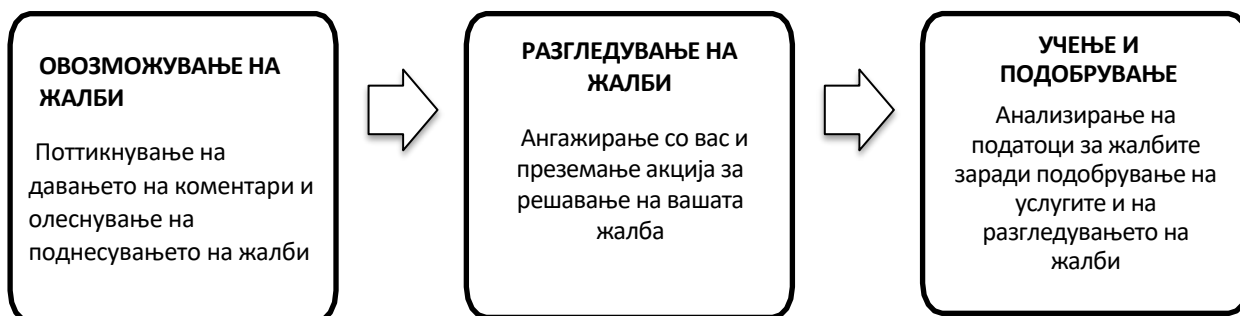 ОВОЗМОЖУВАЊЕ НА
ЖАЛБИ
Поттикнување на
давањето на коментари и
олеснување на
поднесувањето на жалби
РАЗГЛЕДУВАЊЕ НА
ЖАЛБИ
Ангажирање со вас и
преземање акција за
решавање на вашата
жалба
УЧЕЊЕ И
ПОДОБРУВАЊЕ
Анализирање на
податоци за жалбите
заради подобрување на
услугите и на
разгледувањето на
жалби